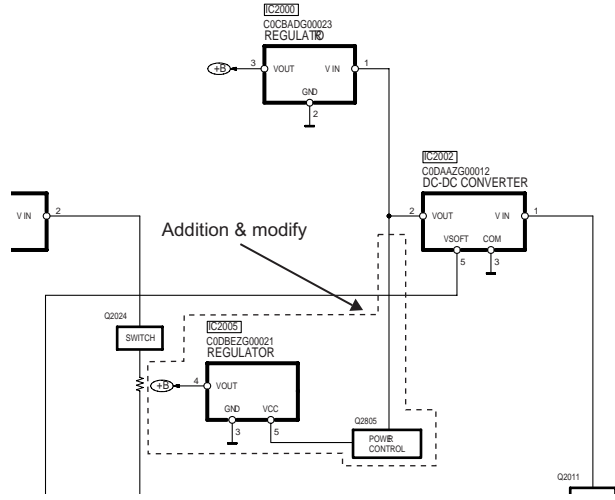 IC2000
C0CBADG00023
REGULATRO
+B
3
VOUT
V IN
1
GND
2
IC2002
C0DAAZG00012
DC-DC CONVERTER
V IN
2
2
VOUT
V IN
1
Addition & modify
VSOFT
COM
5
3
Q2024
SWITCH
IC2005
C0DBEZG00021
REGULATOR
+B
4
VOUT
GND
VCC
3
5
Q2805
POWER
CONTROL
Q2011